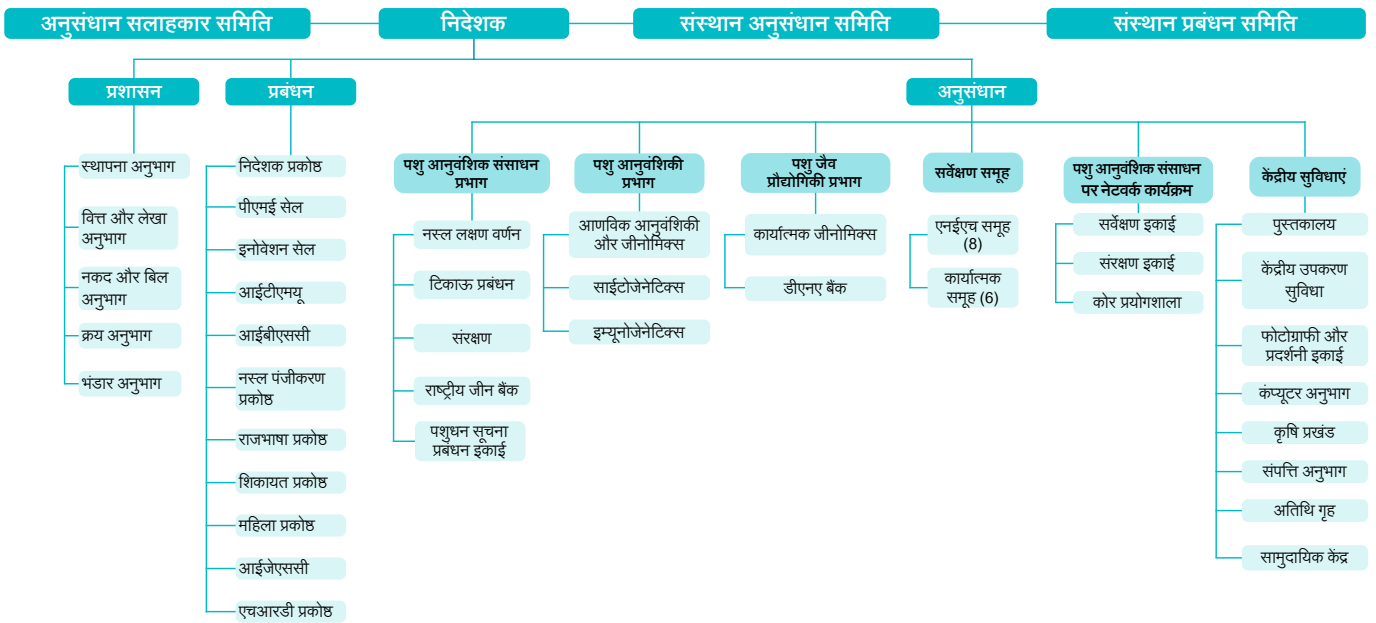 अनुसंधान सलाहकार समिति
निदेशक
संस्थान अनुसंधान समिति
संस्थान प्रबंधन समिति
प्रशासन
प्रबंधन
अनुसंधान
स्थापना अनुभाग
वित्त और लेखा
अनुभाग
नकद और बिल
अनुभाग
क्रय अनुभाग
भंडार अनुभाग
निदेशक प्रकोष्ठ
पीएमई सेल
इनोवेशन सेल
आईटीएमयू
आईबीएससी
नस्ल पंजीकरण
प्रकोष्ठ
राजभाषा प्रकोष्ठ
शिकायत प्रकोष्ठ
महिला प्रकोष्ठ
आईजेएससी
एचआरडी प्रकोष्ठ
पशु आनुवंशिक संसाधन
प्रभाग
नस्ल लक्षण वर्णन
टिकाऊ प्रबंधन
संरक्षण
राष्ट्रीय जीन बैंक
पशुधन सूचना
प्रबंधन इकाई
पशु आनुवंशिकी
प्रभाग
आणविक आनुवंशिकी
और जीनोमिक्स
साईटोजेनेटिक्स
इम्यूनोजेनेटिक्स
पशु जैव
प्रौद्योगिकी प्रभाग
कार्यात्मक जीनोमिक्स
डीएनए बैंक
सर्वेक्षण समूह
एनईएच समूह
(8)
कार्यात्मक
समूह (6)
पशु आनुवंशिक संसाधन
पर नेटवर्क कार्यक्रम
सर्वेक्षण इकाई
संरक्षण इकाई
कोर प्रयोगशाला
केंद्रीय सुविधाएं
पुस्तकालय
केंद्रीय उपकरण
सुविधा
फोटोग्राफी और
प्रदर्शनी इकाई
कंप्यूटर अनुभाग
कृषि प्रखंड
संपत्ति अनुभाग
अतिथि गृह
सामुदायिक केंद्र